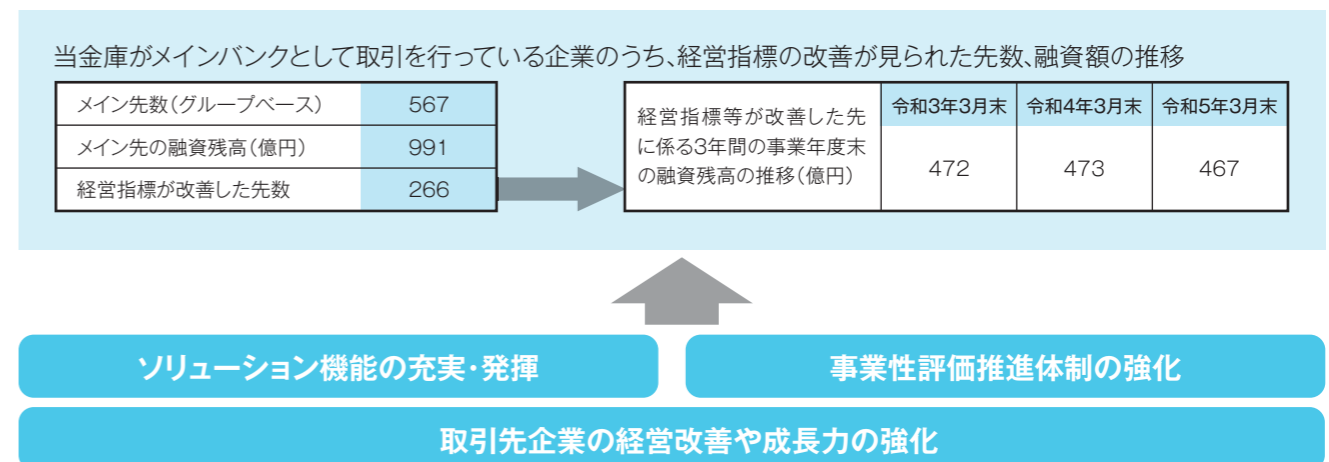 当金庫がメインバンクとして取引を行っている企業のうち、経営指標の改善が見られた先数、融資額の推移
メイン先数(グループベース) 567
メイン先の融資残高(億円) 991
経営指標が改善した先数 266
経営指標等が改善した先
に係る3年間の事業年度末
の融資残高の推移(億円)
令和3年3月末 令和4年3月末 令和5年3月末
472 473 467
ソリューション機能の充実・発揮
事業性評価推進体制の強化
取引先企業の経営改善や成長力の強化